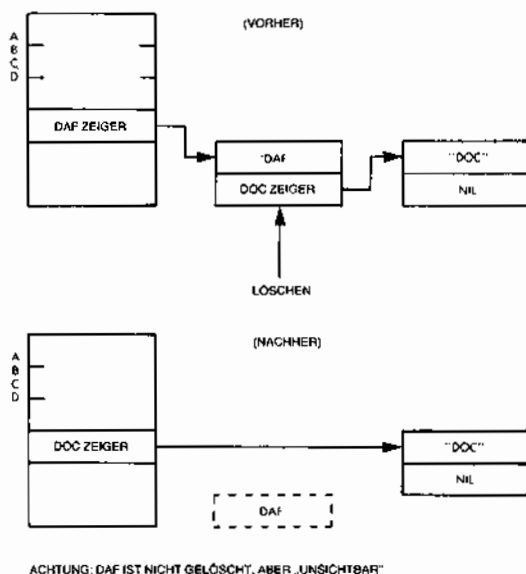 (VORHER)
A
B
C
D
DAF ZEIGER
"DAF
DOC ZEIGER
"DOC"
NIL
LÖSCHEN
(NACHHER)
A
B
C
D
DOC ZEIGER
"DOC"
NIL
DAF
ACHTUNG: DAF IST NICHT GELÖSCHT, ABER „UNSICHTBAR"